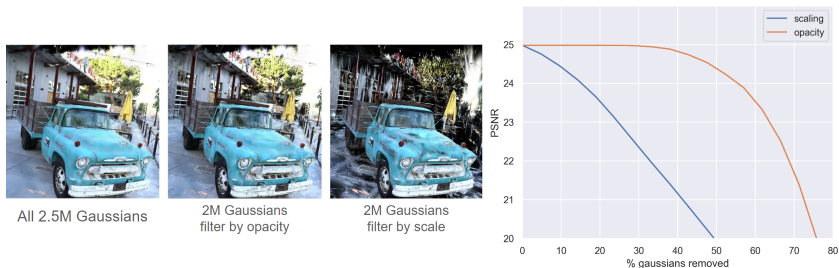 All 2.5M Gaussians
2M Gaussians
filter by opacity
2M Gaussians
filter by scale
scaling
opacity
PSNR
25
24
23
22
21
20
0 10 20 30 40 50 60 70 80
% gaussians removed